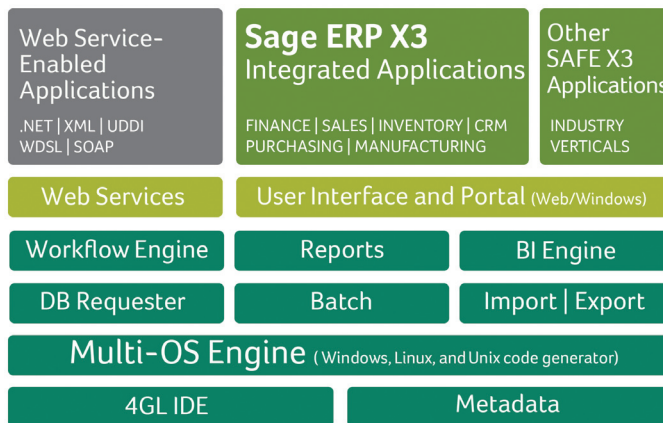 Web Service-
Enabled
Applications
.NET | XML | UDDI
WDSL | SOAP
Sage ERP X3
Integrated Applications
FINANCE | SALES | INVENTORY | CRM
PURCHASING | MANUFACTURING
Other
SAFE X3
Applications
INDUSTRY
VERTICALS
Web Services
User Interface and Portal (Web/Windows)
Workflow Engine
Reports
BI Engine
DB Requester
Batch
Import | Export
Multi-OS Engine (Windows, Linux, and Unix code generator)
4GL IDE
Metadata